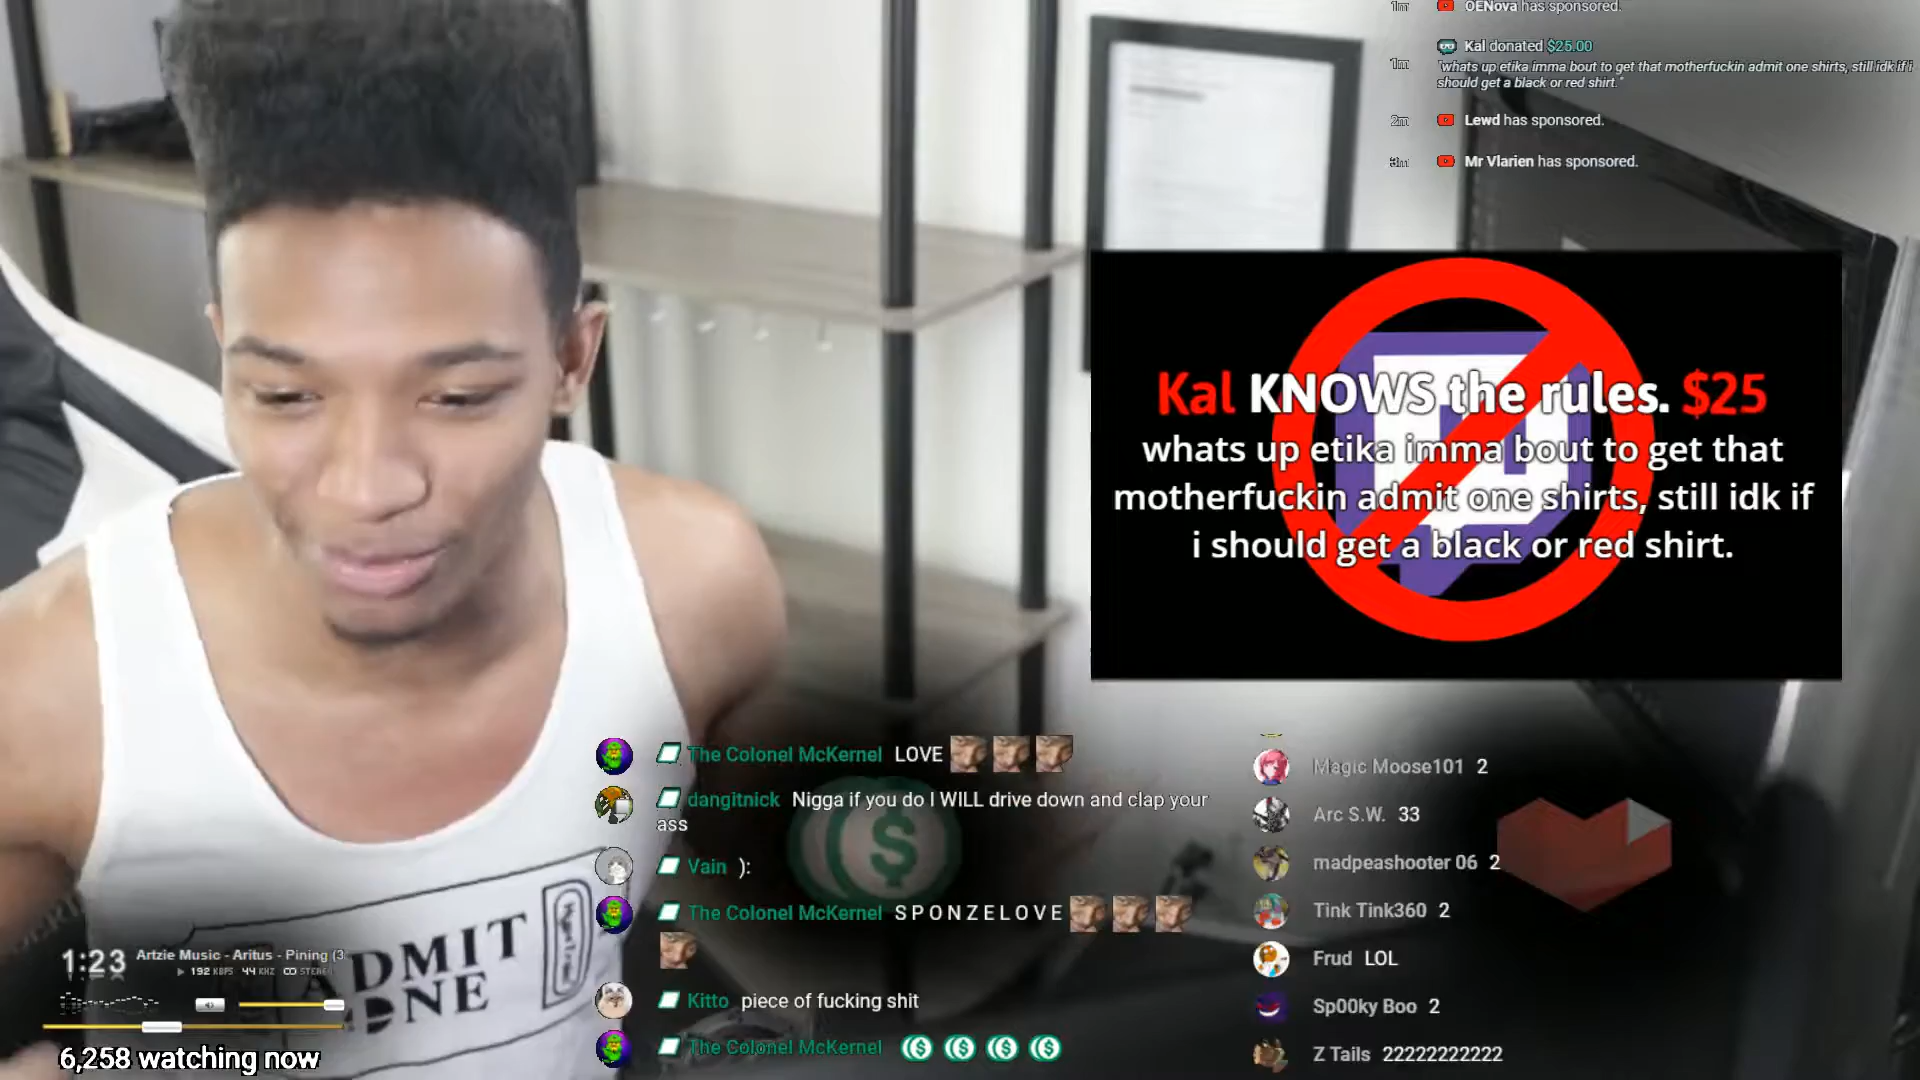 1m OENova has sponsored.
Kal donated $25.00
1m "whats up etika imma bout to get that motherfuckin admit one shirts, still idk if i
should get a black or red shirt."
2m Lewd has sponsored.
3m Mr Vlarien has sponsored.
Kal KNOWS the rules. $25
whats up etika imma bout to get that
motherfuckin admit one shirts, still idk if
i should get a black or red shirt.
The Colonel McKernel LOVE
dangitnick Nigga if you do I WILL drive down and clap your
ass
Vain ):
The Colonel McKernel S P O N Z E L O V E
Kitto piece of fucking shit
The Colonel McKernel
Magic Moose101 2
Arc S.W. 33
madpeashooter 06 2
Tink Tink360 2
Frud LOL
Sp00ky Boo 2
Z Tails 22222222222
1:23 Artzie Music - Aritus - Pining (3
192 KBPS 44 KHZ
ADMIT
ONE
6,258 watching now